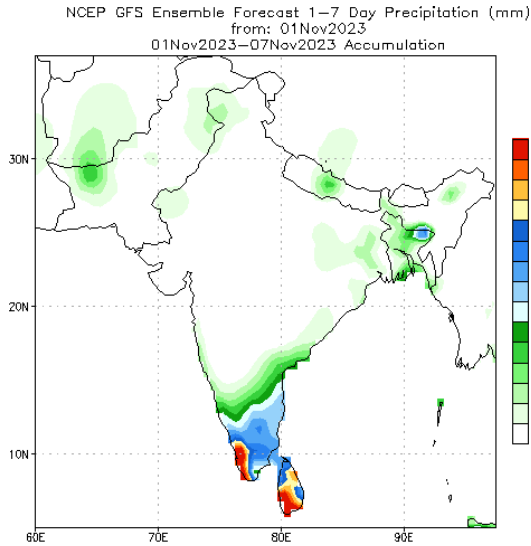 NCEP GFS Ensemble Forecast 1-7 Day Precipitation (mm)
from: 01Nov2023
01Nov2023-07Nov2023 Accumulation
30N
20N
10N
60E 70E 80E 90E